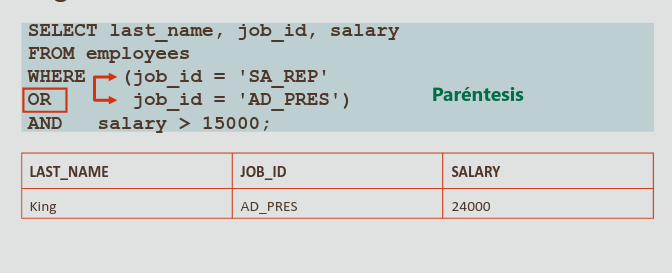 SELECT last_name, job_id, salary
FROM employees
WHERE (job_id = 'SA_REP'
OR job_id = 'AD_PRES')
AND salary > 15000;
Paréntesis
LAST_NAME JOB_ID SALARY
King AD_PRES 24000